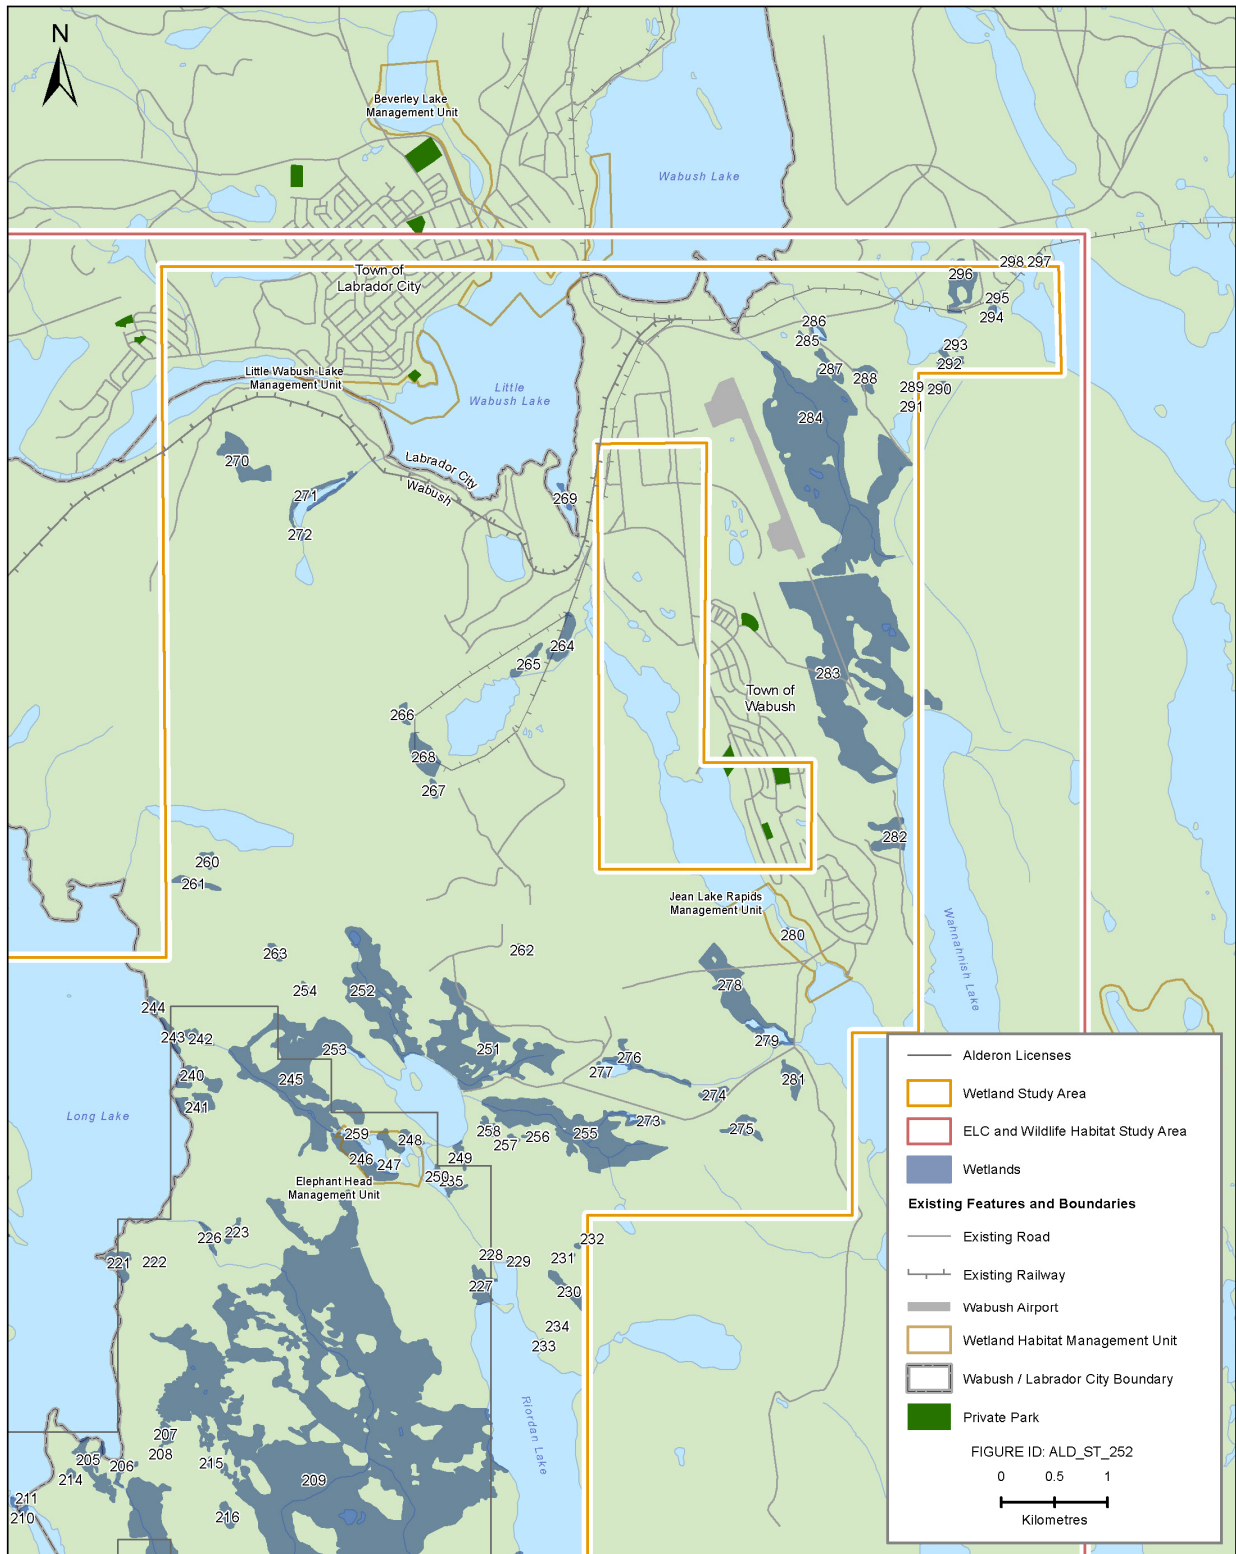 N
Beverley Lake
Management Unit
Wabush Lake
298 297
296
295
294
Town of
Labrador City
286
285
293
292
287
288
289 290
291
284
Little Wabush Lake
Management Unit
Little
Wabush Lake
Labrador City
Wabush
270
271
272
269
264
265
266
268
267
283
Town of
Wabush
282
260
261
Jean Lake Rapids
Management Unit
280
Wahnahnish Lake
263
262
254
252
278
279
244
243 242
253
251
276
277
240
241
245
281
274
275
273
Long Lake
259
248
246
247
258
257
256
255
249
250
235
Elephant Head
Management Unit
226
223
221
222
228
229
227
232
231
230
234
233
Riordan Lake
207
208
205
206
214
215
209
216
211
210
Alderon Licenses
Wetland Study Area
ELC and Wildlife Habitat Study Area
Wetlands
Existing Features and Boundaries
Existing Road
Existing Railway
Wabush Airport
Wetland Habitat Management Unit
Wabush / Labrador City Boundary
Private Park
FIGURE ID: ALD_ST_252
0 0.5 1
Kilometres